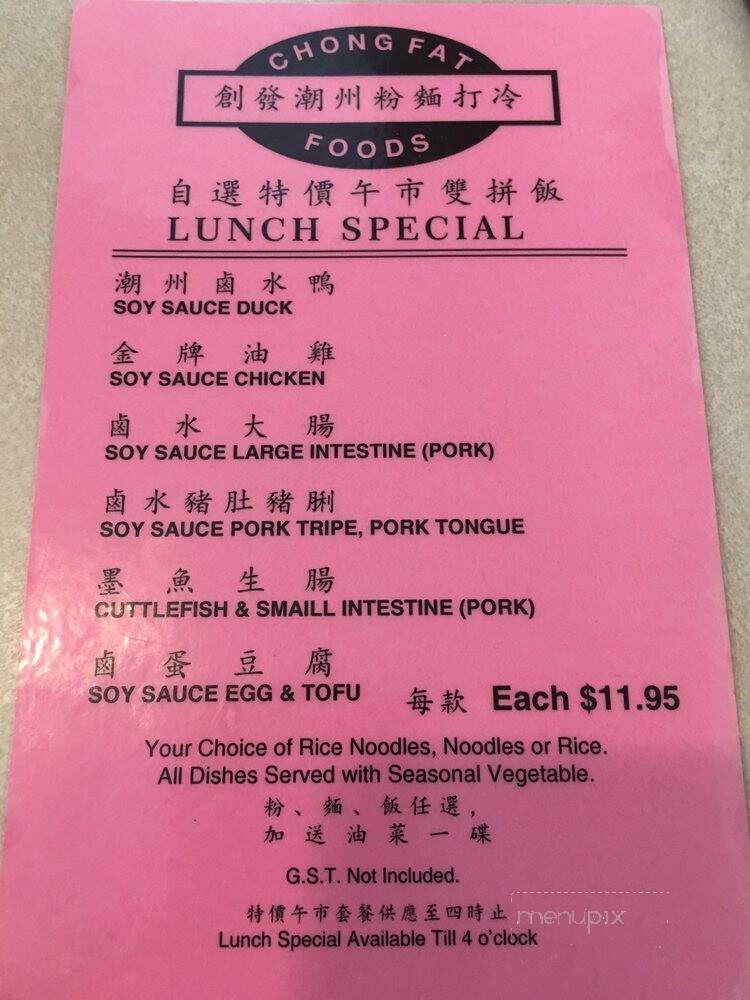 CHONG FAT
創發潮州粉麵打冷
FOODS
自選特價午市雙拼飯
LUNCH SPECIAL
潮州鹵水鴨
SOY SAUCE DUCK
金牌油雞
SOY SAUCE CHICKEN
鹵水大腸
SOY SAUCE LARGE INTESTINE (PORK)
鹵水豬肚豬脷
SOY SAUCE PORK TRIPE, PORK TONGUE
墨魚生腸
CUTTLEFISH & SMAILL INTESTINE (PORK)
鹵蛋豆腐
SOY SAUCE EGG & TOFU
每款 Each $11.95
Your Choice of Rice Noodles, Noodles or Rice.
All Dishes Served with Seasonal Vegetable.
粉、麵、飯任選,
加送油菜一碟
G.S.T. Not Included.
特價午市套餐供應至四時止
Lunch Special Available Till 4 o'clock
menupix